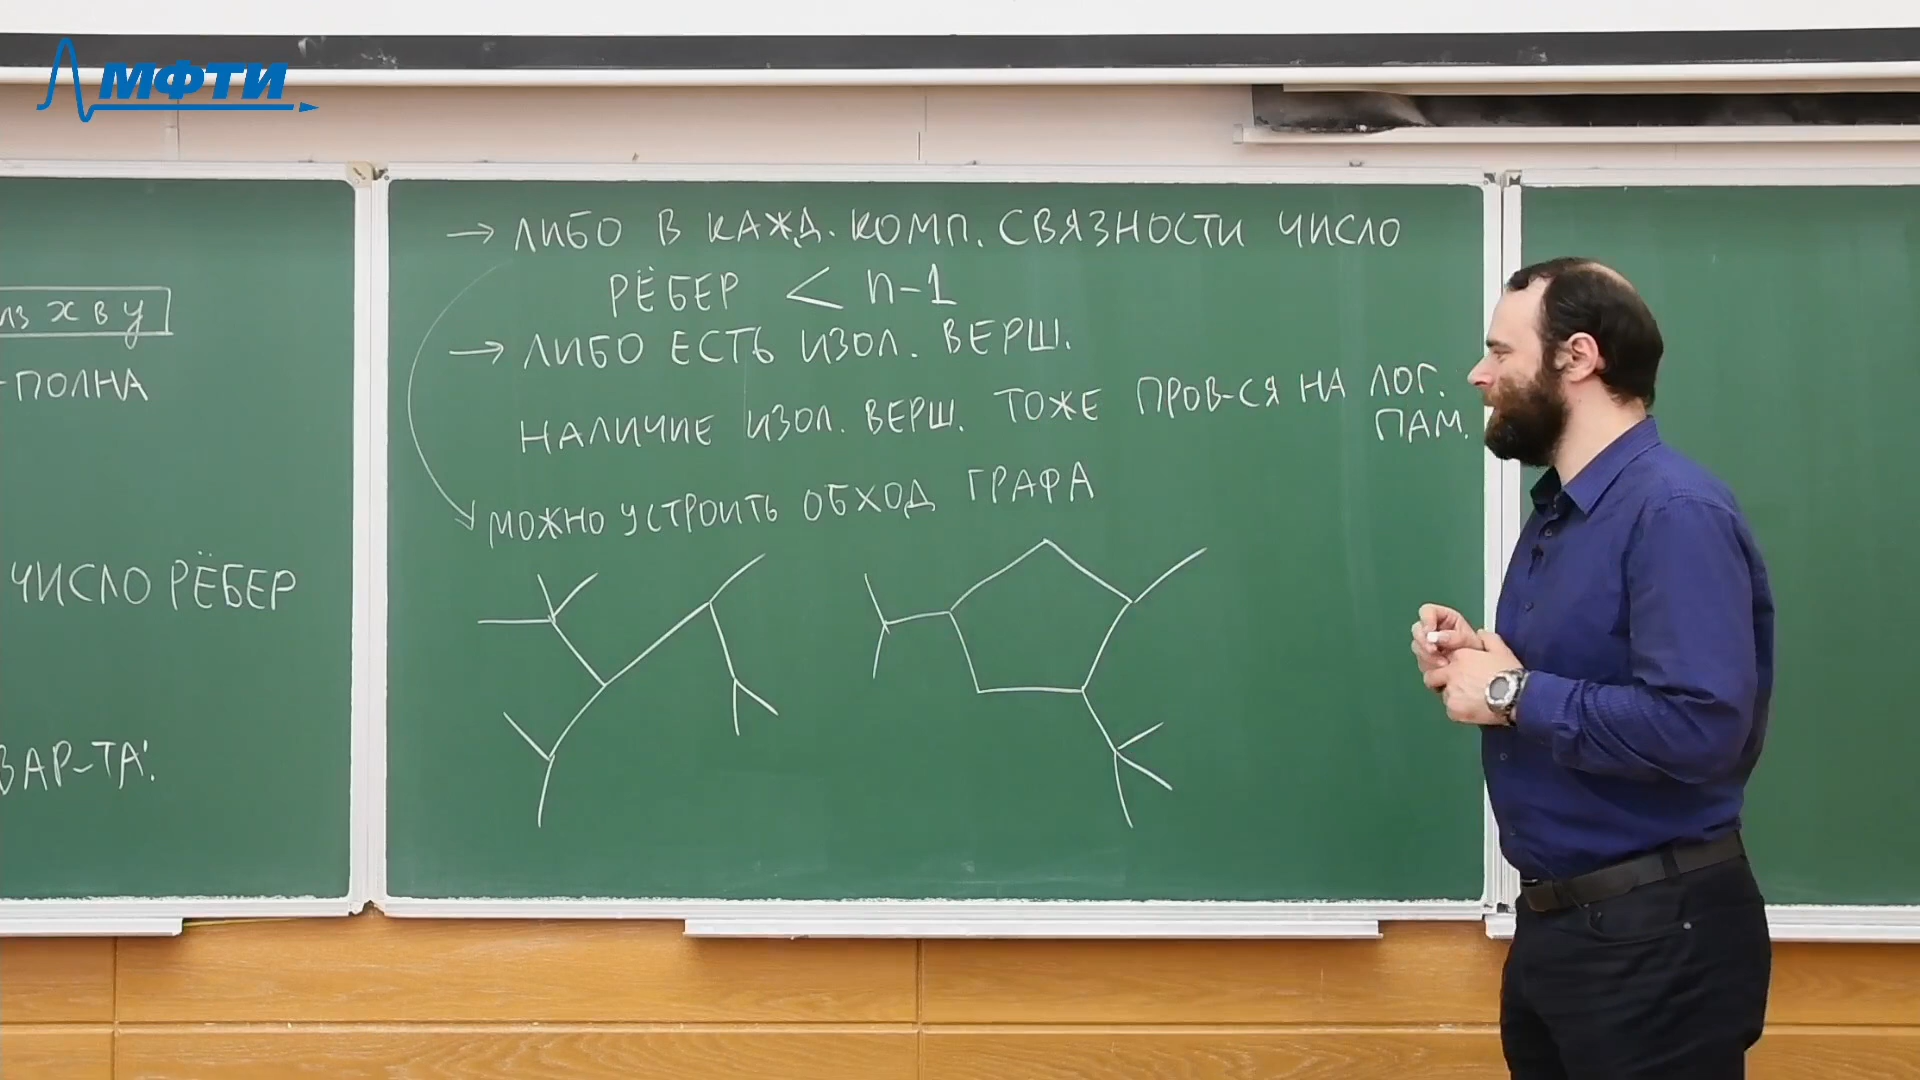 МФТИ
из x в y
-ПОЛНА
ЧИСЛО РЁБЕР
ВАР-ТА!
→ ЛИБО В КАЖД. КОМП. СВЯЗНОСТИ ЧИСЛО
РЁБЕР < n-1
→ ЛИБО ЕСТЬ ИЗОЛ. ВЕРШ.
НАЛИЧИЕ ИЗОЛ. ВЕРШ. ТОЖЕ ПРОВ-СЯ НА ЛОГ.
ПАМ.
МОЖНО УСТРОИТЬ ОБХОД ГРАФА